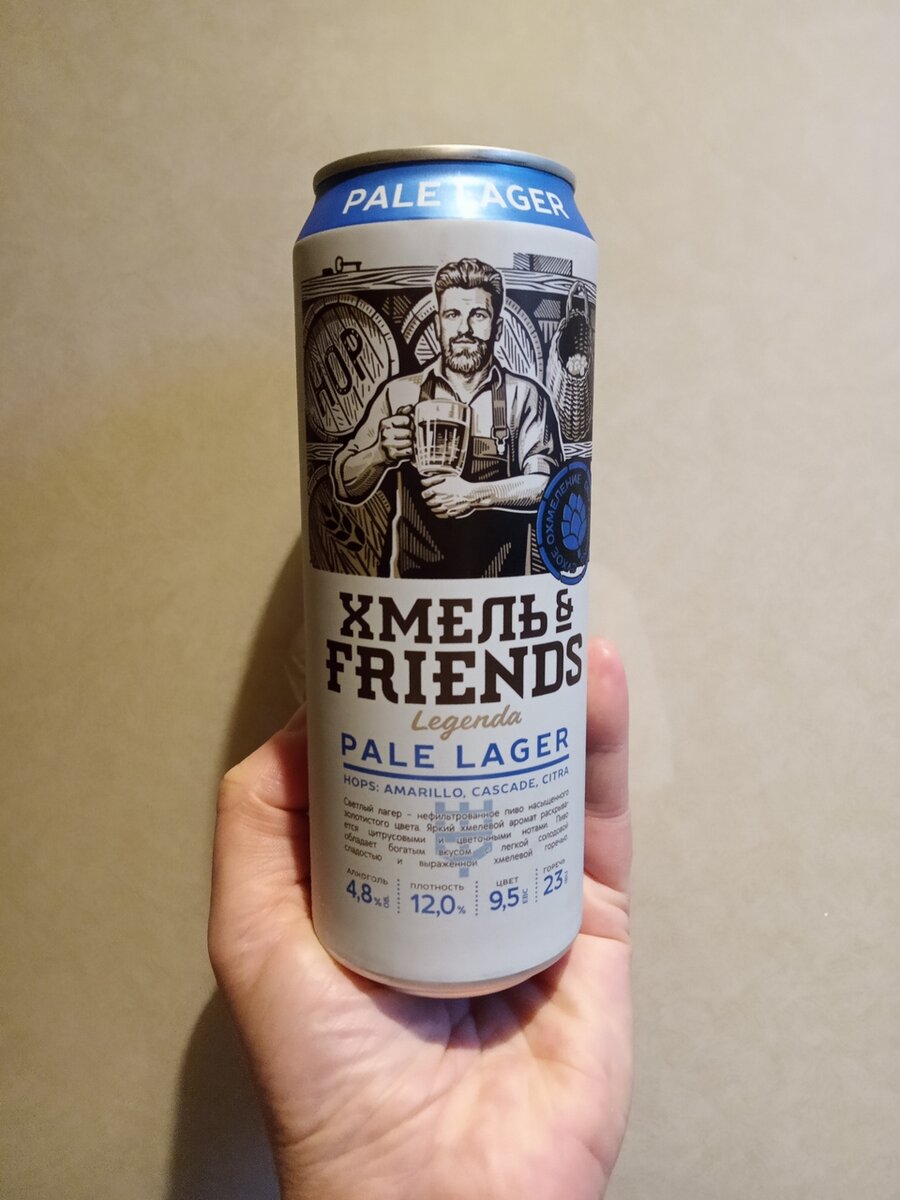 PALE LAGER
HOP
СУХОЕ ОХМЕЛЕНИЕ
ХМЕЛЬ &
FRIENDS
Legenda
PALE LAGER
HOPS: AMARILLO, CASCADE, CITRA
Светлый лагер – нефильтрованное пиво насыщенного
золотистого цвета. Яркий хмелевой аромат раскрыва-
ется цитрусовыми и цветочными нотами. Пиво
обладает богатым вкусом с легкой солодовой
сладостью и выраженной хмелевой горечью.
АЛКОГОЛЬ ПЛОТНОСТЬ ЦВЕТ ГОРЕЧЬ
4,8% об. 12,0% 9,5 EBC 23